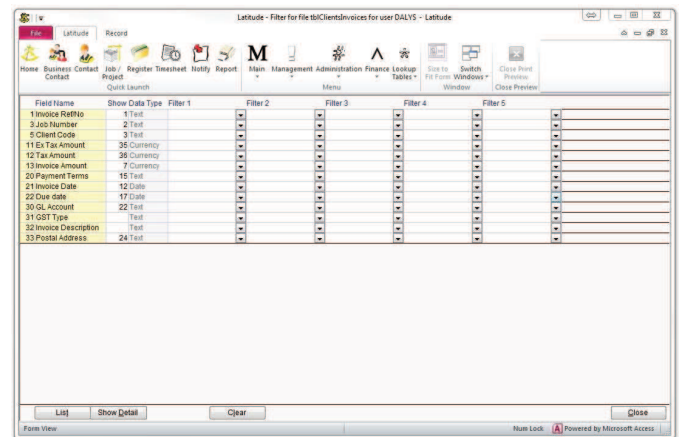 Latitude - Filter for file tblClientsInvoices for user DALYS - Latitude
File Latitude Record
Home Business Contact Contact Job / Project Register Timesheet Notify Report Main Management Administration Finance Lookup Tables Size to Fit Form Switch Windows Close Print Preview
Quick Launch Menu Window Close Preview
Field Name Show Data Type Filter 1 Filter 2 Filter 3 Filter 4 Filter 5
1 Invoice Ref/No 1 Text
3 Job Number 2 Text
5 Client Code 3 Text
11 Ex Tax Amount 35 Currency
12 Tax Amount 36 Currency
13 Invoice Amount 7 Currency
20 Payment Terms 15 Text
21 Invoice Date 12 Date
22 Due date 17 Date
30 GL Account 22 Text
31 GST Type Text
32 Invoice Description Text
33 Postal Address 24 Text
List Show Detail Clear Close
Form View Num Lock Powered by Microsoft Access